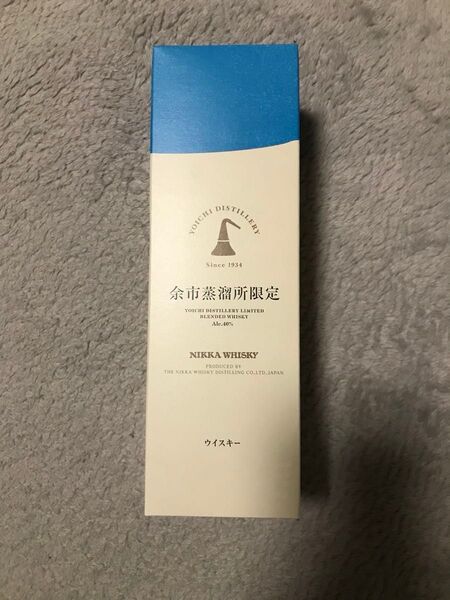 YOICHI DISTILLERY
Since 1934
余市蒸溜所限定
YOICHI DISTILLERY LIMITED
BLENDED WHISKY
Alc.40%
NIKKA WHISKY
PRODUCED BY
THE NIKKA WHISKY DISTILLING CO.,LTD.,JAPAN
ウイスキー